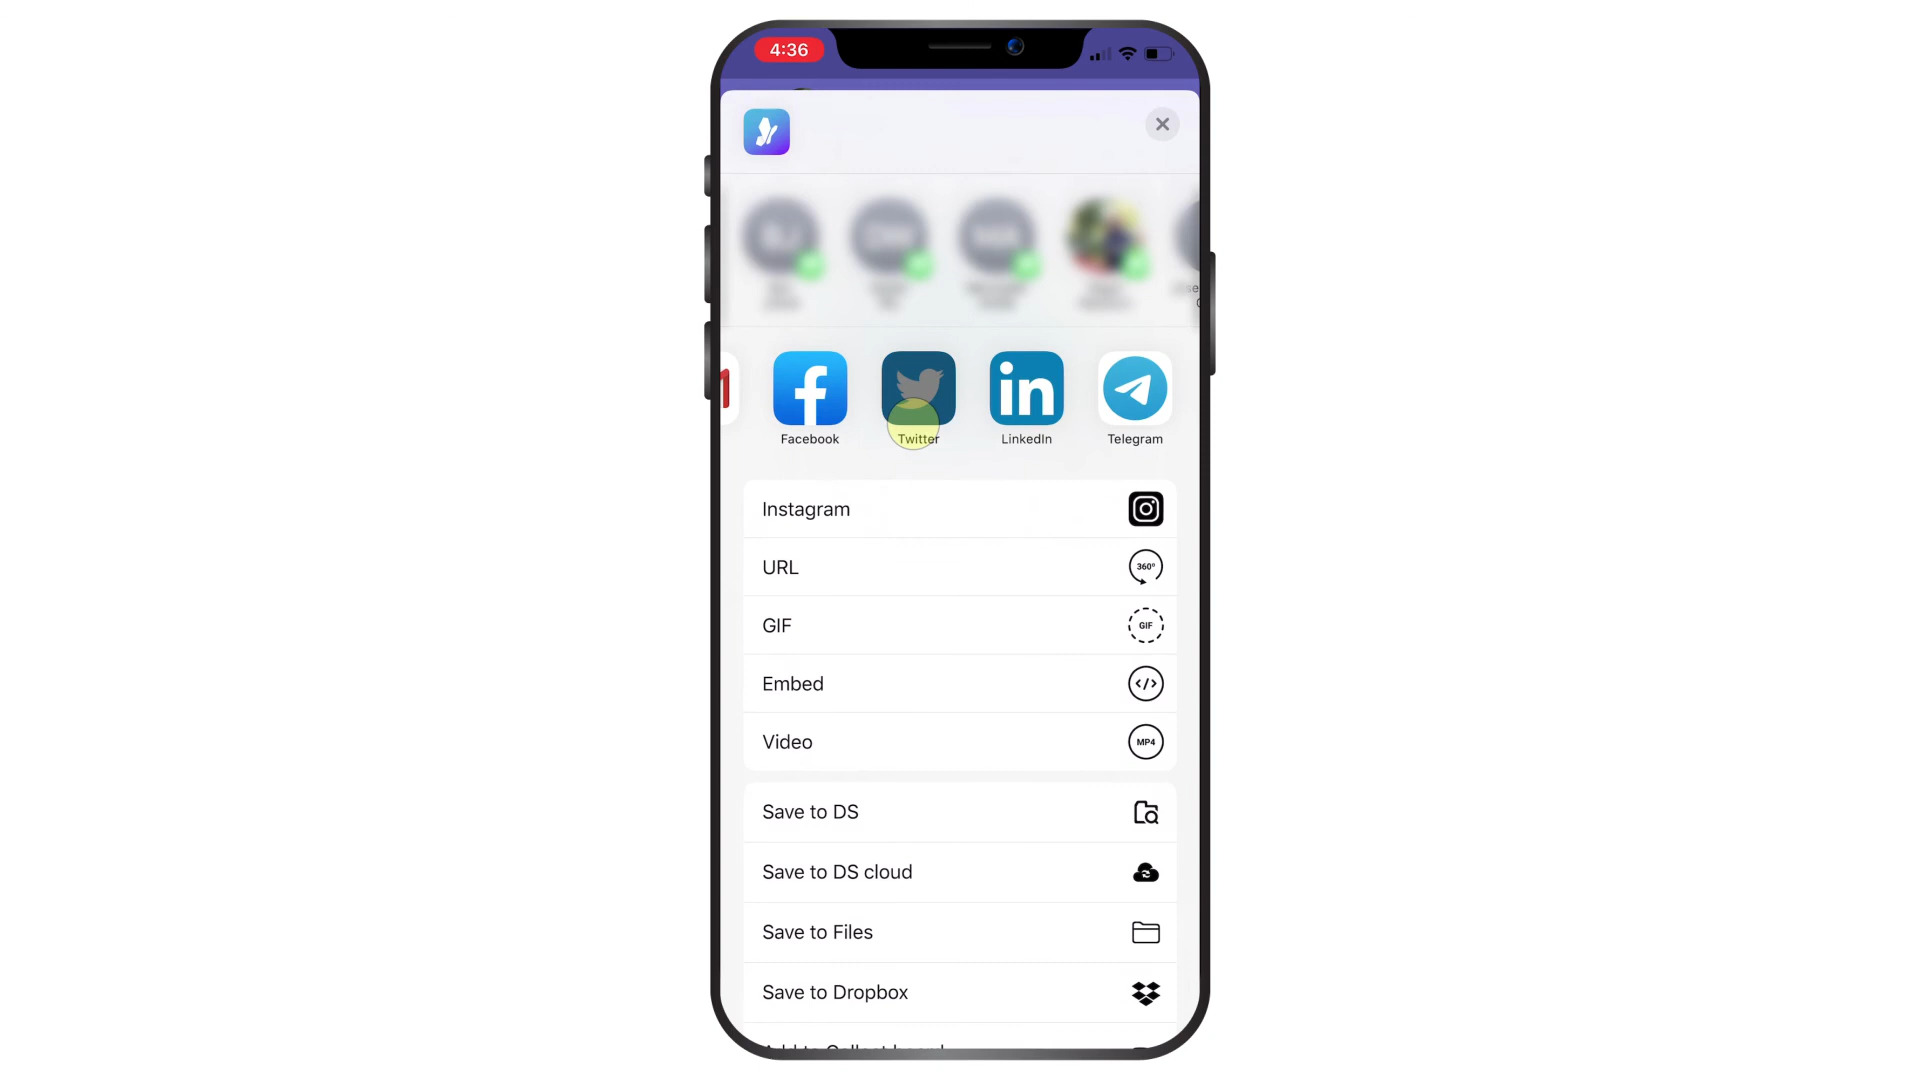 4:36
Facebook
Twitter
LinkedIn
Telegram
Instagram
URL
360°
GIF
GIF
Embed
</>
Video
MP4
Save to DS
Save to DS cloud
Save to Files
Save to Dropbox